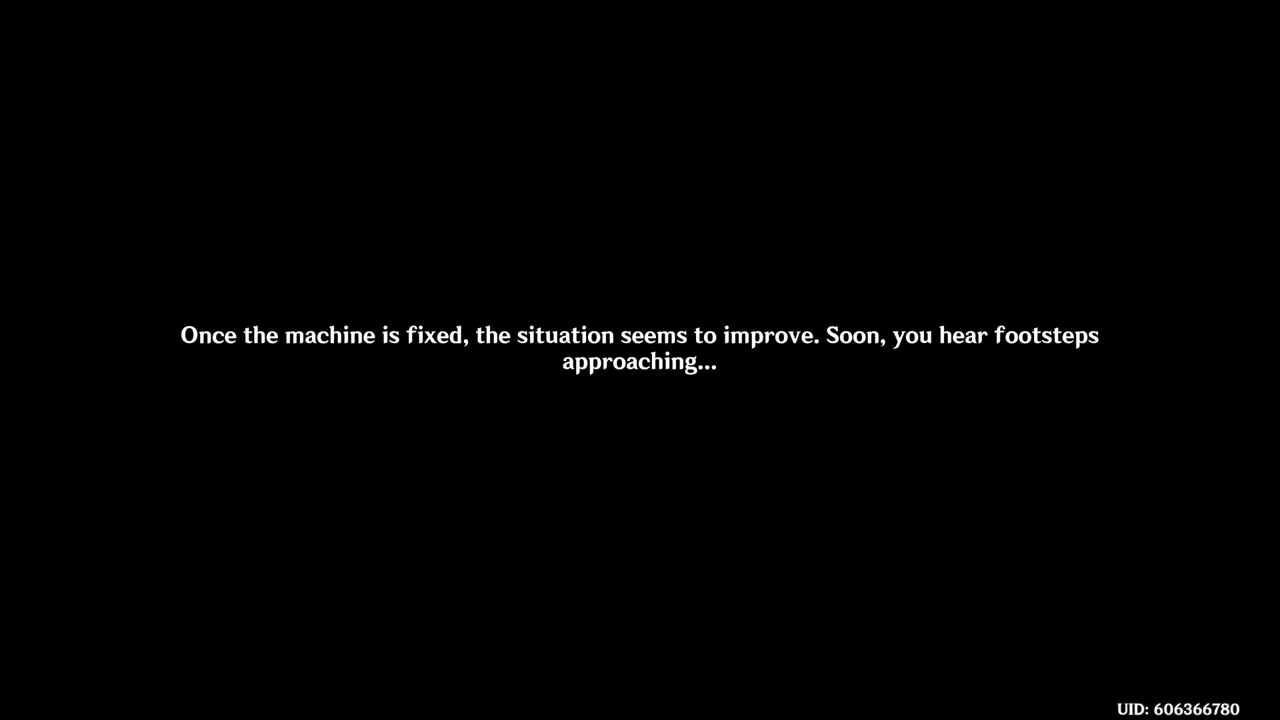 Once the machine is fixed, the situation seems to improve. Soon, you hear footsteps
approaching...
UID: 606366780